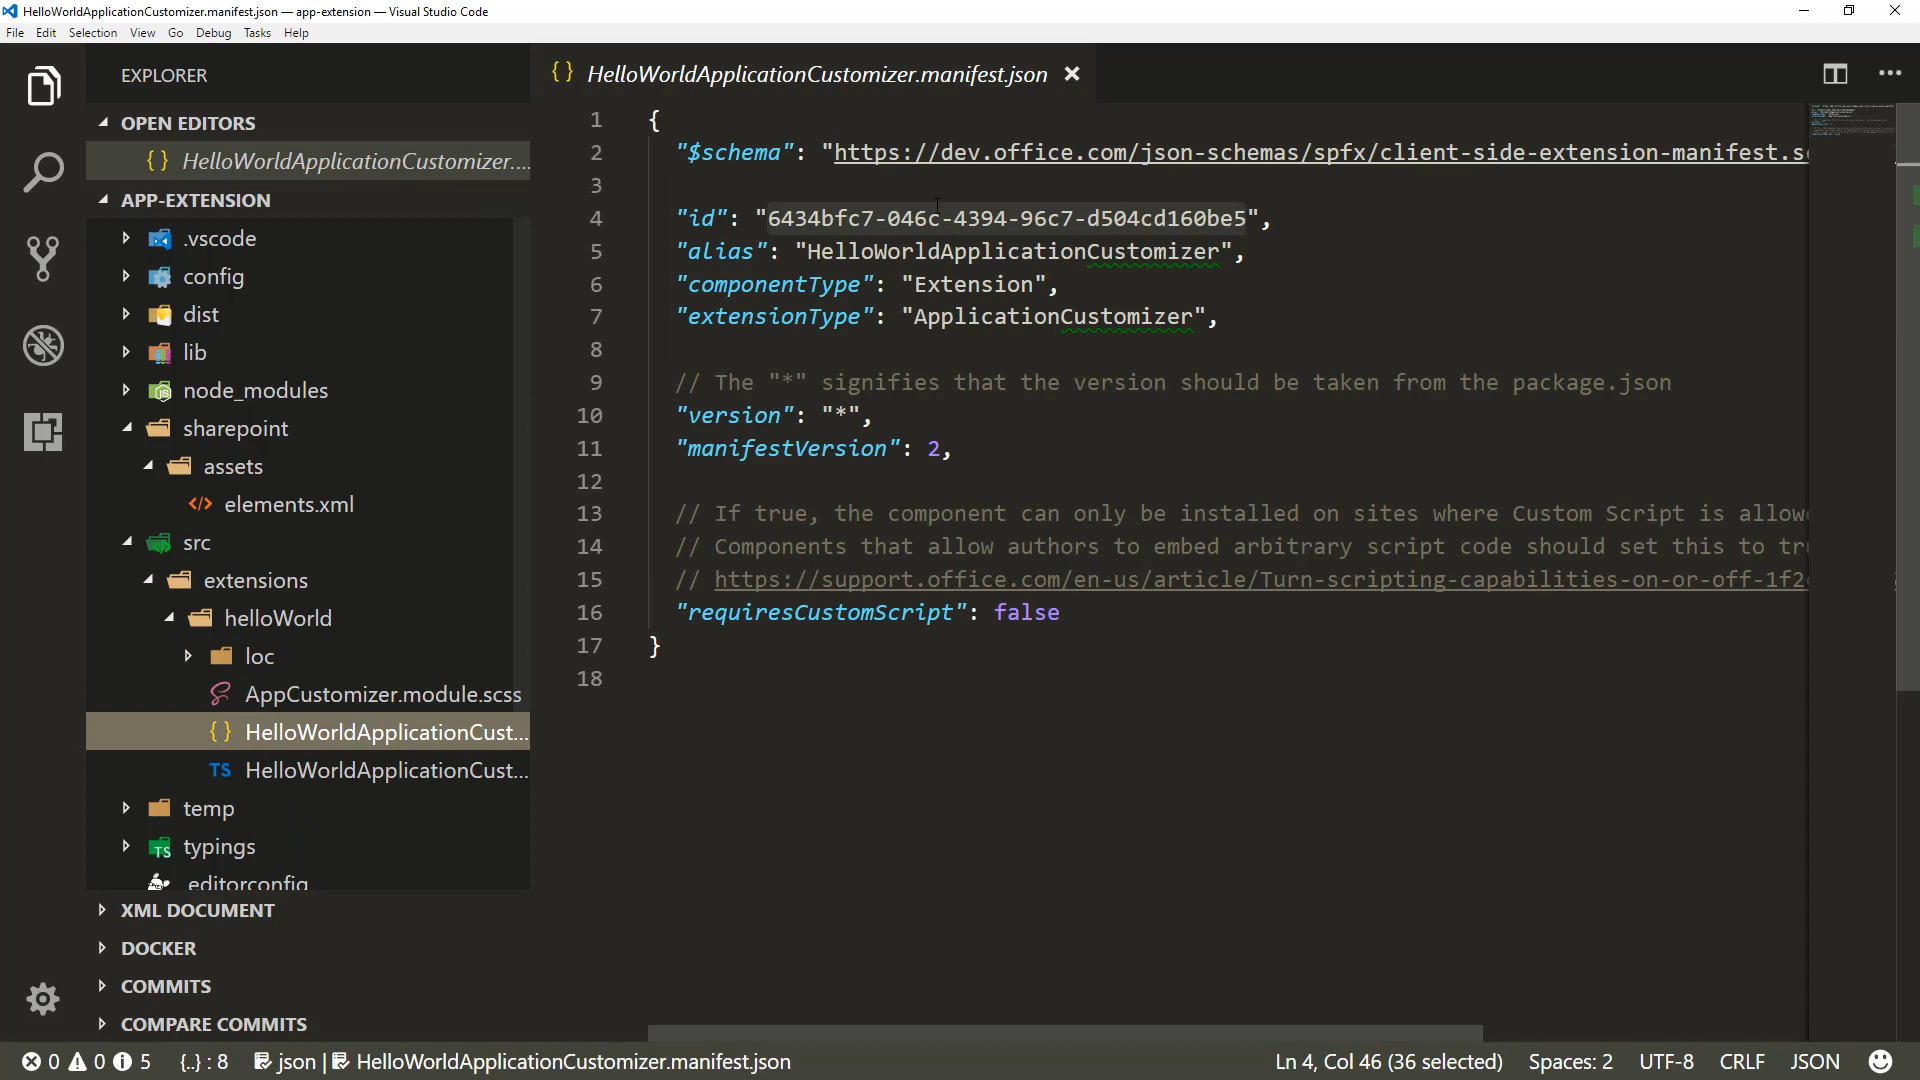 HelloWorldApplicationCustomizer.manifest.json — app-extension — Visual Studio Code
File Edit Selection View Go Debug Tasks Help
EXPLORER
OPEN EDITORS
HelloWorldApplicationCustomizer....
APP-EXTENSION
.vscode
config
dist
lib
node_modules
sharepoint
assets
elements.xml
src
extensions
helloWorld
loc
AppCustomizer.module.scss
HelloWorldApplicationCust...
TS HelloWorldApplicationCust...
temp
typings
.editorconfig
XML DOCUMENT
DOCKER
COMMITS
COMPARE COMMITS
{ } HelloWorldApplicationCustomizer.manifest.json
1 {
2 "$schema": "https://dev.office.com/json-schemas/spfx/client-side-extension-manifest.sc
3
4 "id": "6434bfc7-046c-4394-96c7-d504cd160be5",
5 "alias": "HelloWorldApplicationCustomizer",
6 "componentType": "Extension",
7 "extensionType": "ApplicationCustomizer",
8
9 // The "*" signifies that the version should be taken from the package.json
10 "version": "*",
11 "manifestVersion": 2,
12
13 // If true, the component can only be installed on sites where Custom Script is allow
14 // Components that allow authors to embed arbitrary script code should set this to tr
15 // https://support.office.com/en-us/article/Turn-scripting-capabilities-on-or-off-1f2
16 "requiresCustomScript": false
17 }
18
0 0 5 {..} : 8 json | HelloWorldApplicationCustomizer.manifest.json Ln 4, Col 46 (36 selected) Spaces: 2 UTF-8 CRLF JSON